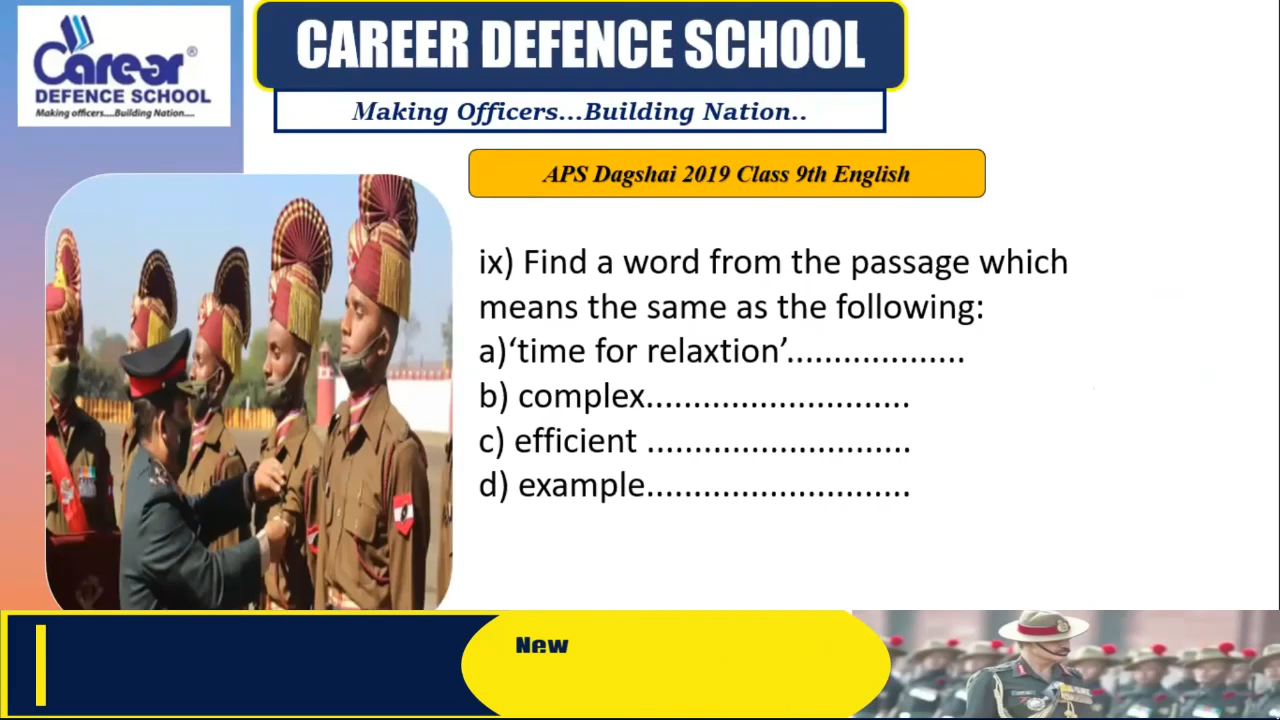 Career®
DEFENCE SCHOOL
Making officers....Building Nation....
CAREER DEFENCE SCHOOL
Making Officers...Building Nation..
APS Dagshai 2019 Class 9th English
ix) Find a word from the passage which
means the same as the following:
a)‘time for relaxtion’...................
b) complex............................
c) efficient ............................
d) example............................
New